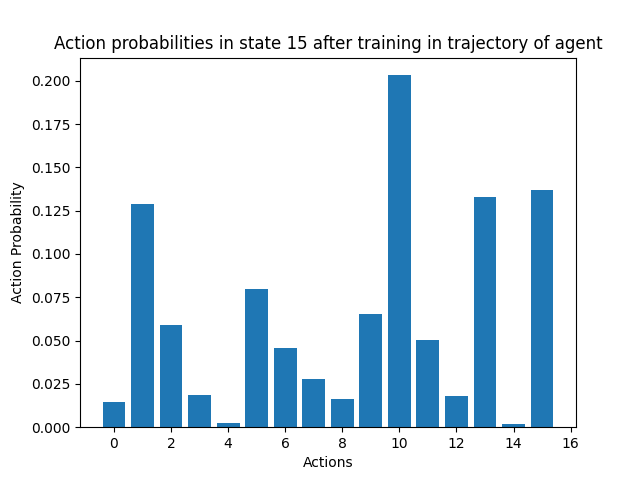 Action probabilities in state 15 after training in trajectory of agent
0.200
0.175
0.150
0.125
0.100
0.075
0.050
0.025
0.000
Action Probability
0 2 4 6 8 10 12 14 16
Actions